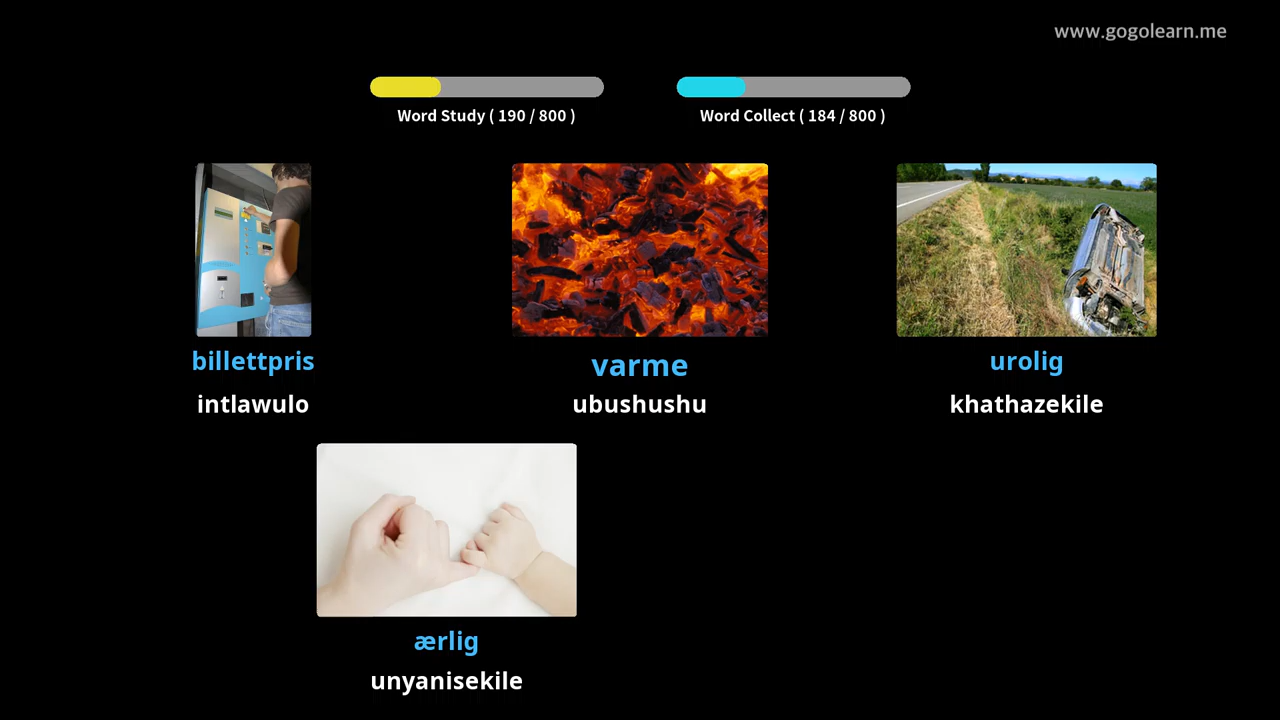 www.gogolearn.me
Word Study ( 190 / 800 )
Word Collect ( 184 / 800 )
billettpris
intlawulo
varme
ubushushu
urolig
khathazekile
ærlig
unyanisekile